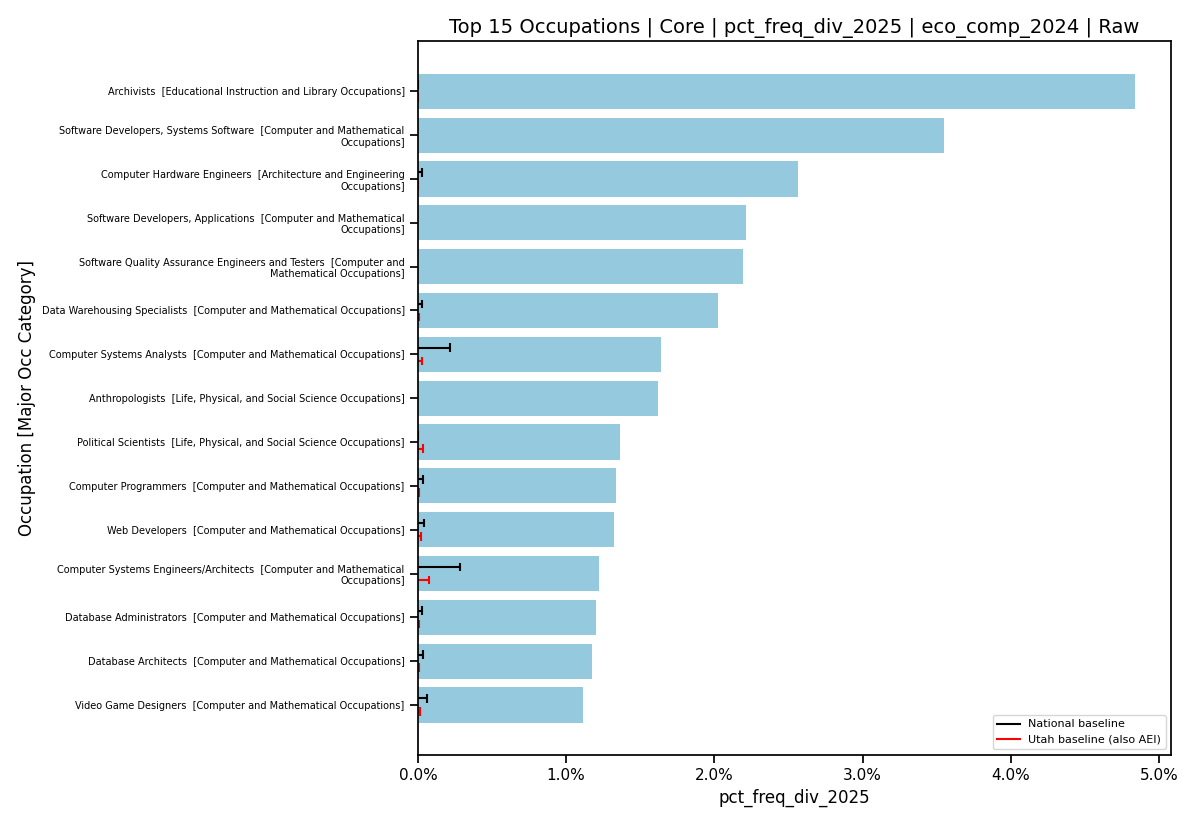 Top 15 Occupations | Core | pct_freq_div_2025 | eco_comp_2024 | Raw
Occupation [Major Occ Category]
Archivists  [Educational Instruction and Library Occupations]
Software Developers, Systems Software  [Computer and Mathematical
Occupations]
Computer Hardware Engineers  [Architecture and Engineering
Occupations]
Software Developers, Applications  [Computer and Mathematical
Occupations]
Software Quality Assurance Engineers and Testers  [Computer and
Mathematical Occupations]
Data Warehousing Specialists  [Computer and Mathematical Occupations]
Computer Systems Analysts  [Computer and Mathematical Occupations]
Anthropologists  [Life, Physical, and Social Science Occupations]
Political Scientists  [Life, Physical, and Social Science Occupations]
Computer Programmers  [Computer and Mathematical Occupations]
Web Developers  [Computer and Mathematical Occupations]
Computer Systems Engineers/Architects  [Computer and Mathematical
Occupations]
Database Administrators  [Computer and Mathematical Occupations]
Database Architects  [Computer and Mathematical Occupations]
Video Game Designers  [Computer and Mathematical Occupations]
National baseline
Utah baseline (also AEI)
0.0% 1.0% 2.0% 3.0% 4.0% 5.0%
pct_freq_div_2025